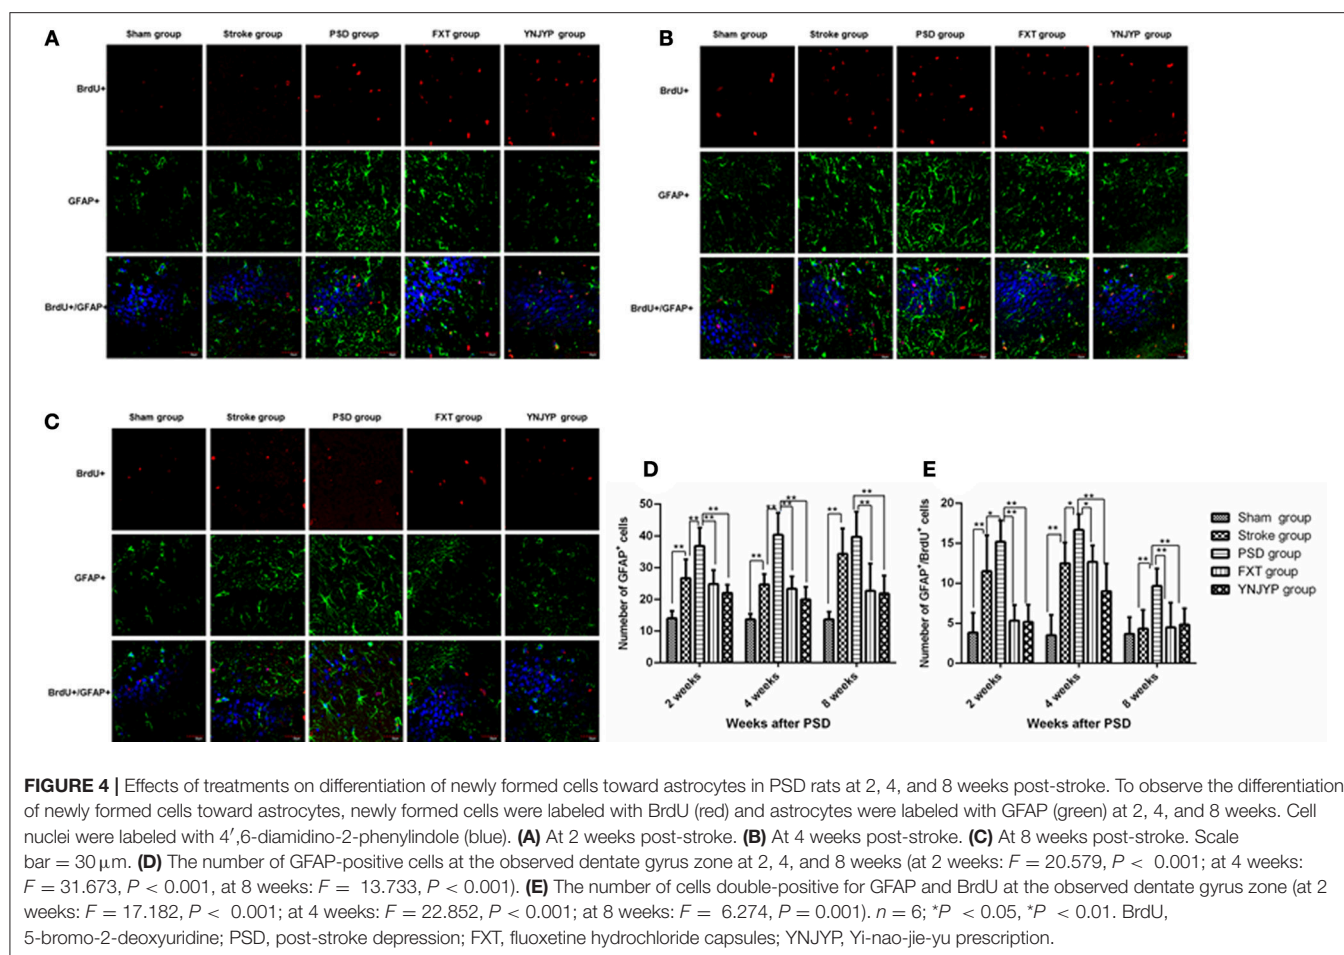 A
Sham group Stroke group PSD group FXT group YNJYP group
BrdU+
GFAP+
BrdU+/GFAP+
B
Sham group Stroke group PSD group FXT group YNJYP group
BrdU+
GFAP+
BrdU+/GFAP+
C
Sham group Stroke group PSD group FXT group YNJYP group
BrdU+
GFAP+
BrdU+/GFAP+
D
Numeber of GFAP+ cells
50
40
30
20
10
0
** ** ** **
** ** ** **
** ** **
2 weeks 4 weeks 8 weeks
Weeks after PSD
E
Numeber of GFAP+/BrdU+ cells
20
15
10
5
0
** * ** **
** * ** *
** ** **
2 weeks 4 weeks 8 weeks
Weeks after PSD
Sham group
Stroke group
PSD group
FXT group
YNJYP group
FIGURE 4 | Effects of treatments on differentiation of newly formed cells toward astrocytes in PSD rats at 2, 4, and 8 weeks post-stroke. To observe the differentiation
of newly formed cells toward astrocytes, newly formed cells were labeled with BrdU (red) and astrocytes were labeled with GFAP (green) at 2, 4, and 8 weeks. Cell
nuclei were labeled with 4′,6-diamidino-2-phenylindole (blue). (A) At 2 weeks post-stroke. (B) At 4 weeks post-stroke. (C) At 8 weeks post-stroke. Scale
bar = 30 μm. (D) The number of GFAP-positive cells at the observed dentate gyrus zone at 2, 4, and 8 weeks (at 2 weeks: F = 20.579, P < 0.001; at 4 weeks:
F = 31.673, P < 0.001, at 8 weeks: F = 13.733, P < 0.001). (E) The number of cells double-positive for GFAP and BrdU at the observed dentate gyrus zone (at 2
weeks: F = 17.182, P < 0.001; at 4 weeks: F = 22.852, P < 0.001; at 8 weeks: F = 6.274, P = 0.001). n = 6; *P < 0.05, *P < 0.01. BrdU,
5-bromo-2-deoxyuridine; PSD, post-stroke depression; FXT, fluoxetine hydrochloride capsules; YNJYP, Yi-nao-jie-yu prescription.